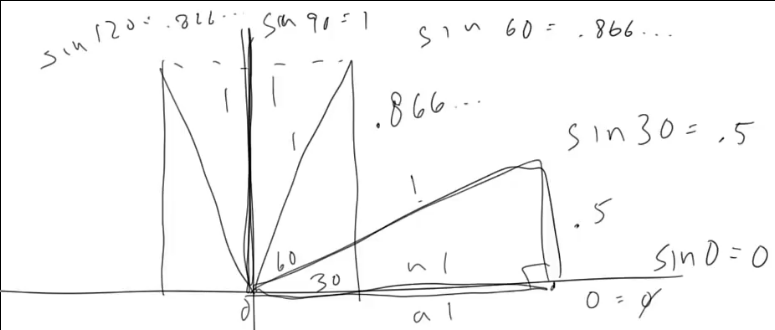 sin 120 = .866...
sin 90 = 1
sin 60 = .866...
1
1
1
.866...
sin 30 = .5
1
.5
60
30
n 1
sin 0 = 0
0 = 0
0
a 1